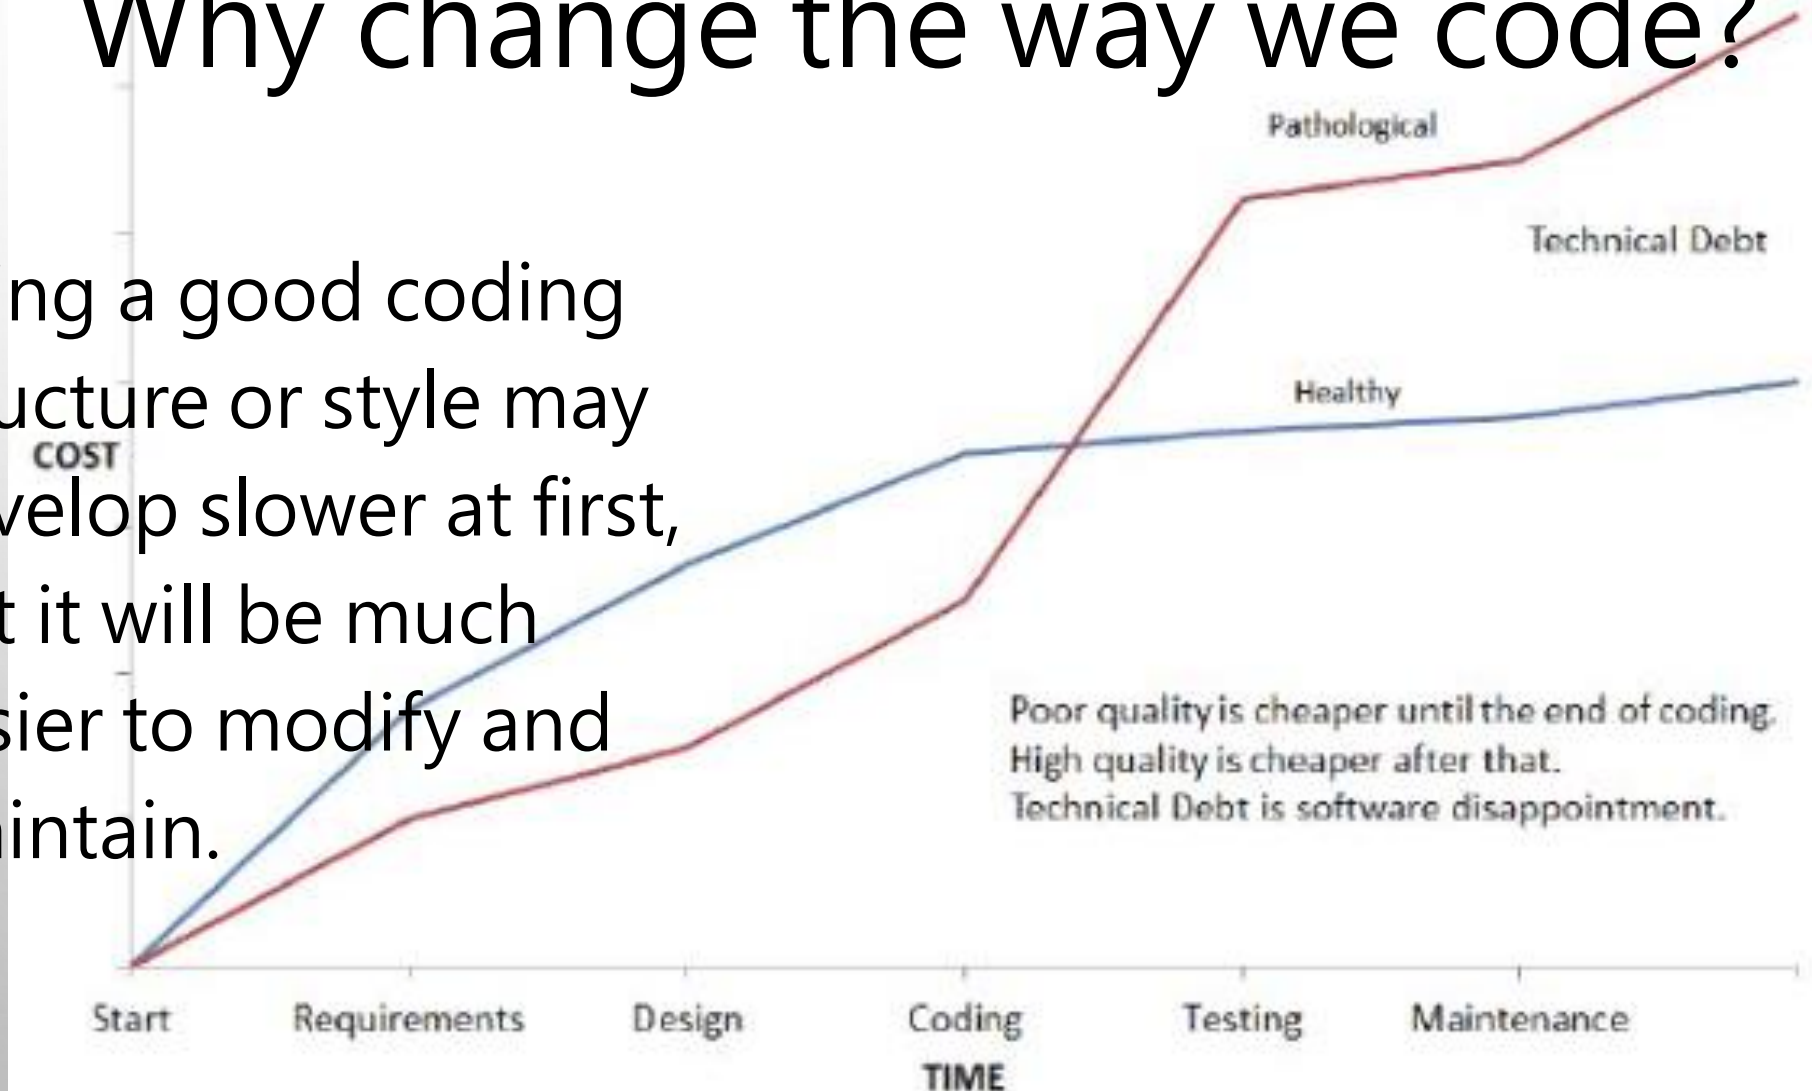 Why change the way we code?
Pathological
Technical Debt
ing a good coding
ucture or style may
velop slower at first,
t it will be much
sier to modify and
intain.
COST
Healthy
Poor quality is cheaper until the end of coding.
High quality is cheaper after that.
Technical Debt is software disappointment.
Start Requirements Design Coding Testing Maintenance
TIME